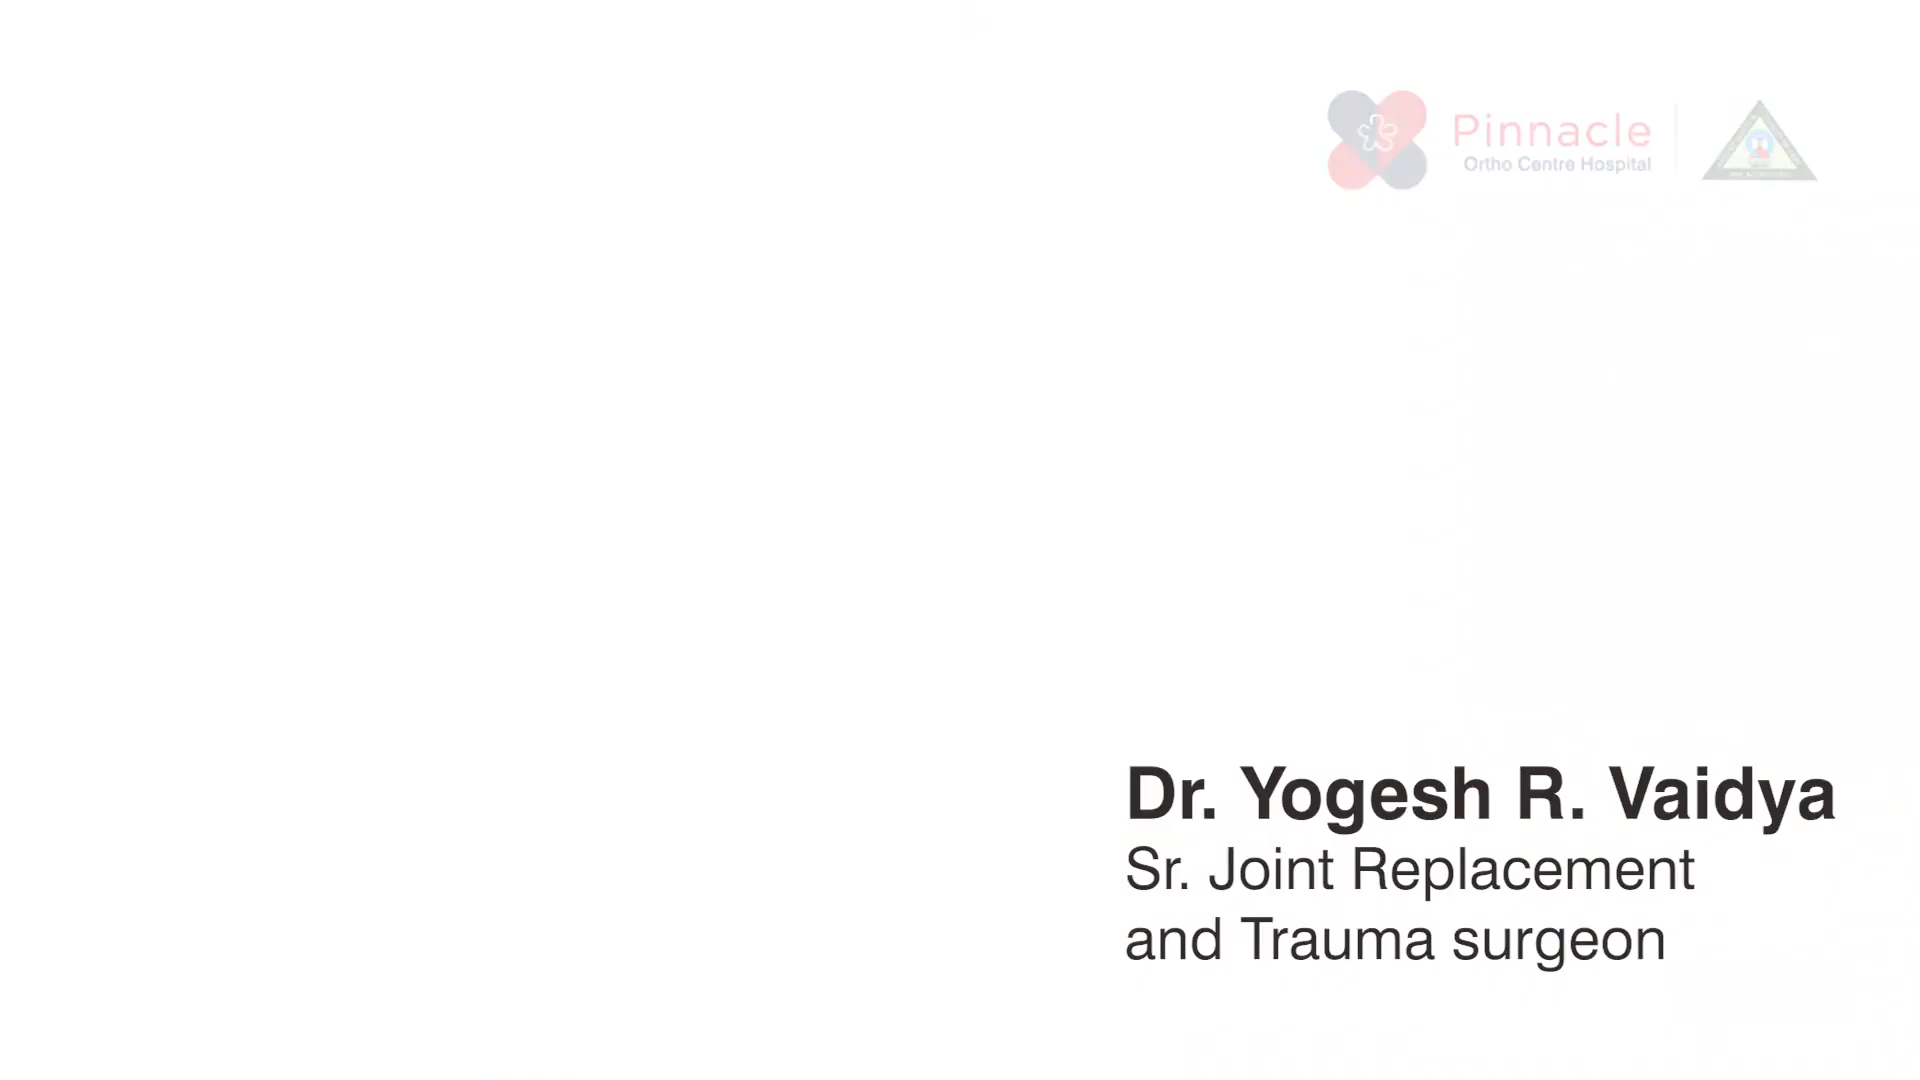 Pinnacle
Ortho Centre Hospital
Dr. Yogesh R. Vaidya
Sr. Joint Replacement
and Trauma surgeon